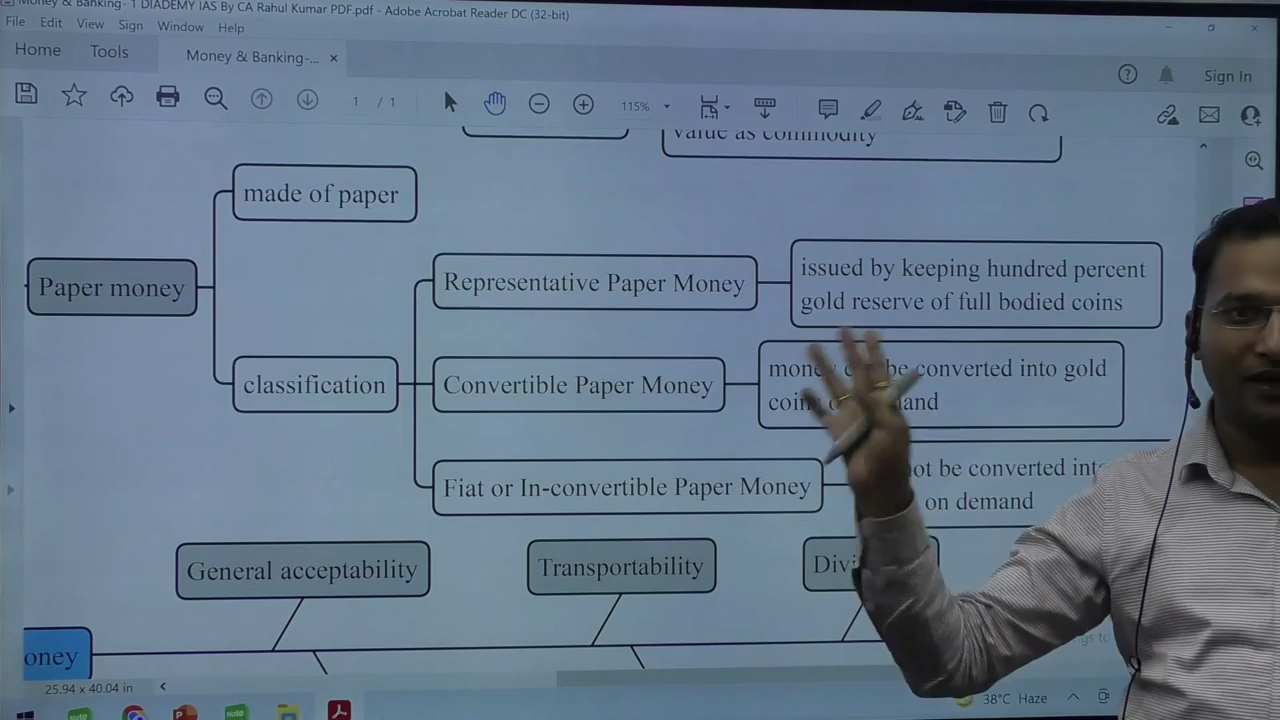 Money & Banking- 1 DIADEMY IAS By CA Rahul Kumar PDF.pdf - Adobe Acrobat Reader DC (32-bit)
File Edit View Sign Window Help
Home Tools Money & Banking-... × Sign In
1 / 1 115%
value as commodity
made of paper
Paper money
Representative Paper Money
issued by keeping hundred percent
gold reserve of full bodied coins
classification
Convertible Paper Money
be converted into gold
Fiat or In-convertible Paper Money
be converted
on demand
General acceptability
Transportability
25.94 x 40.04 in
38°C Haze